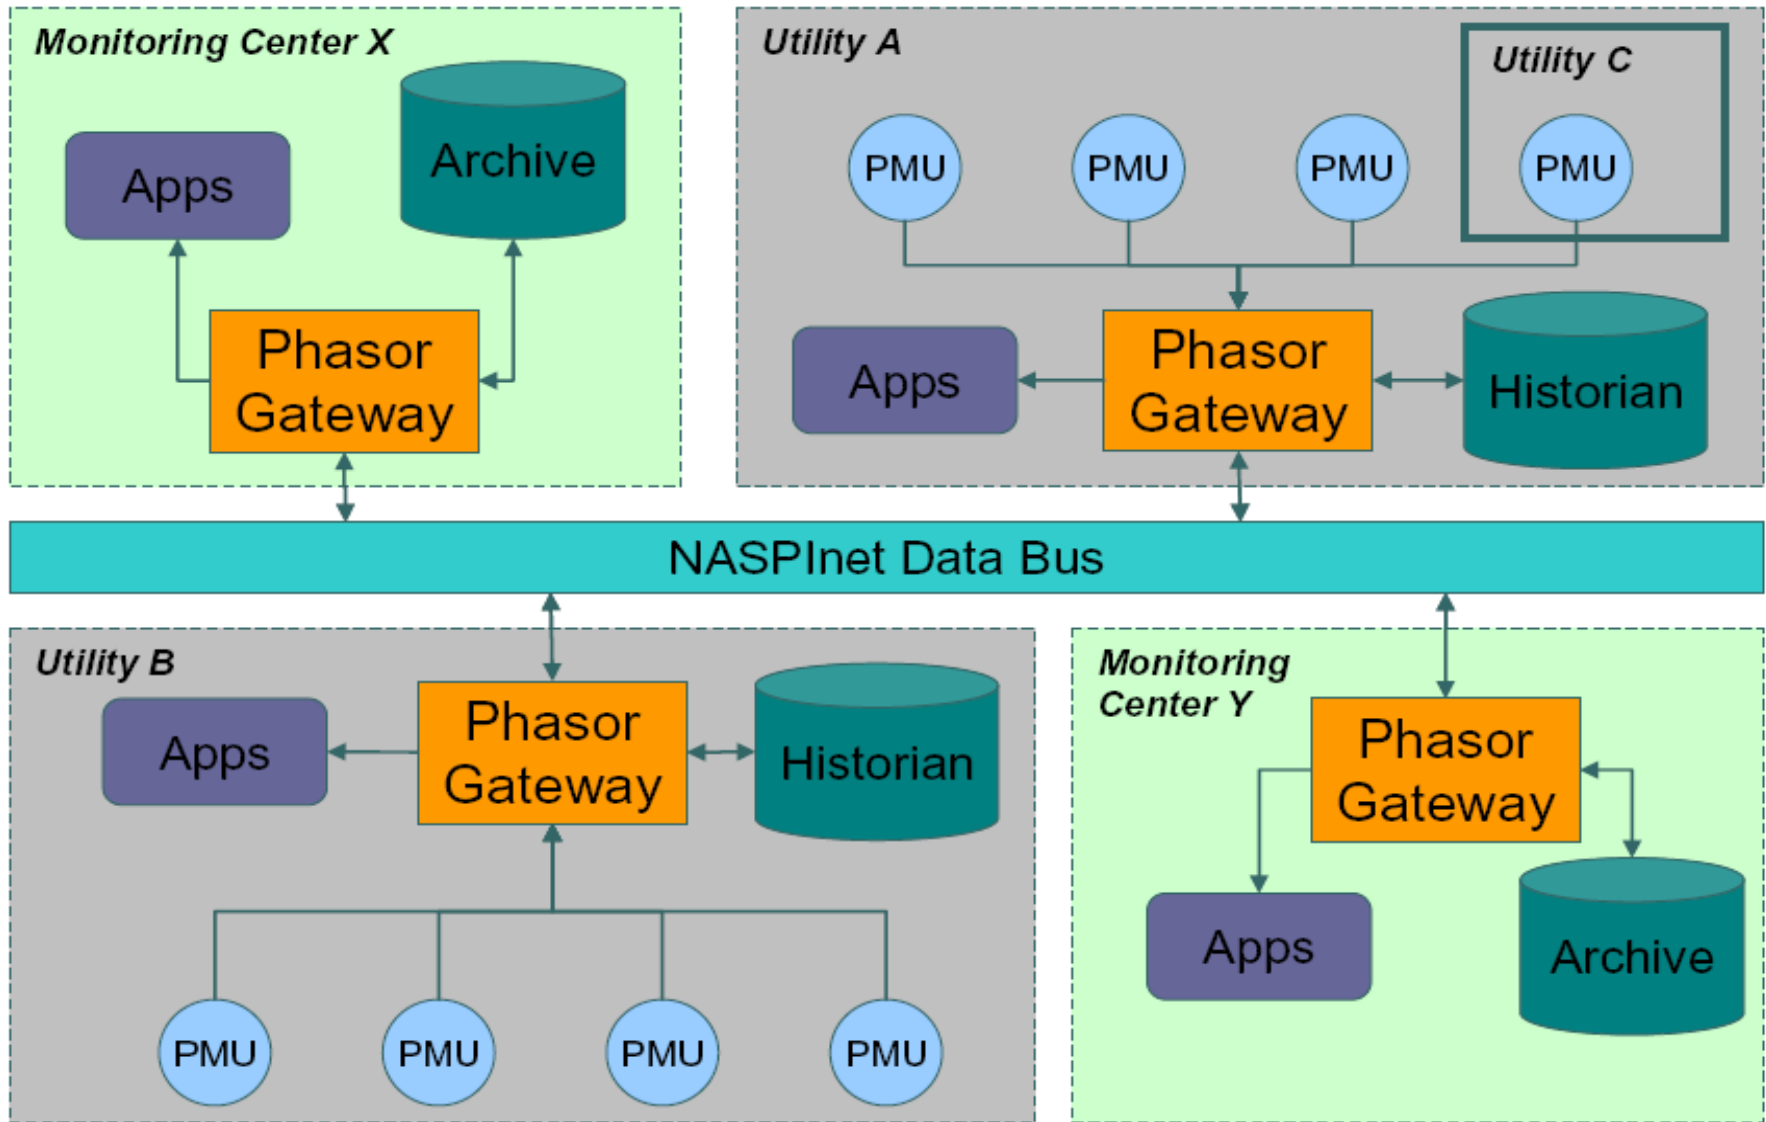 Monitoring Center X
Apps
Archive
Phasor
Gateway
Utility A
Utility C
PMU
PMU
PMU
PMU
Apps
Phasor
Gateway
Historian
NASPInet Data Bus
Utility B
Apps
Phasor
Gateway
Historian
PMU
PMU
PMU
PMU
Monitoring
Center Y
Phasor
Gateway
Apps
Archive